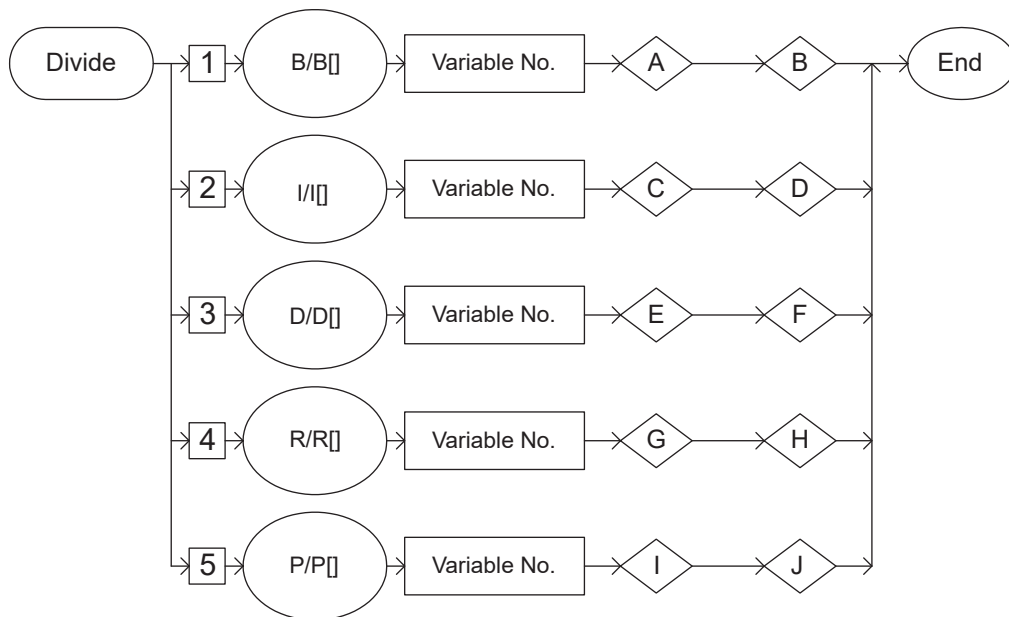 Divide 1 B/B[] Variable No. A B End
2 I/I[] Variable No. C D
3 D/D[] Variable No. E F
4 R/R[] Variable No. G H
5 P/P[] Variable No. I J